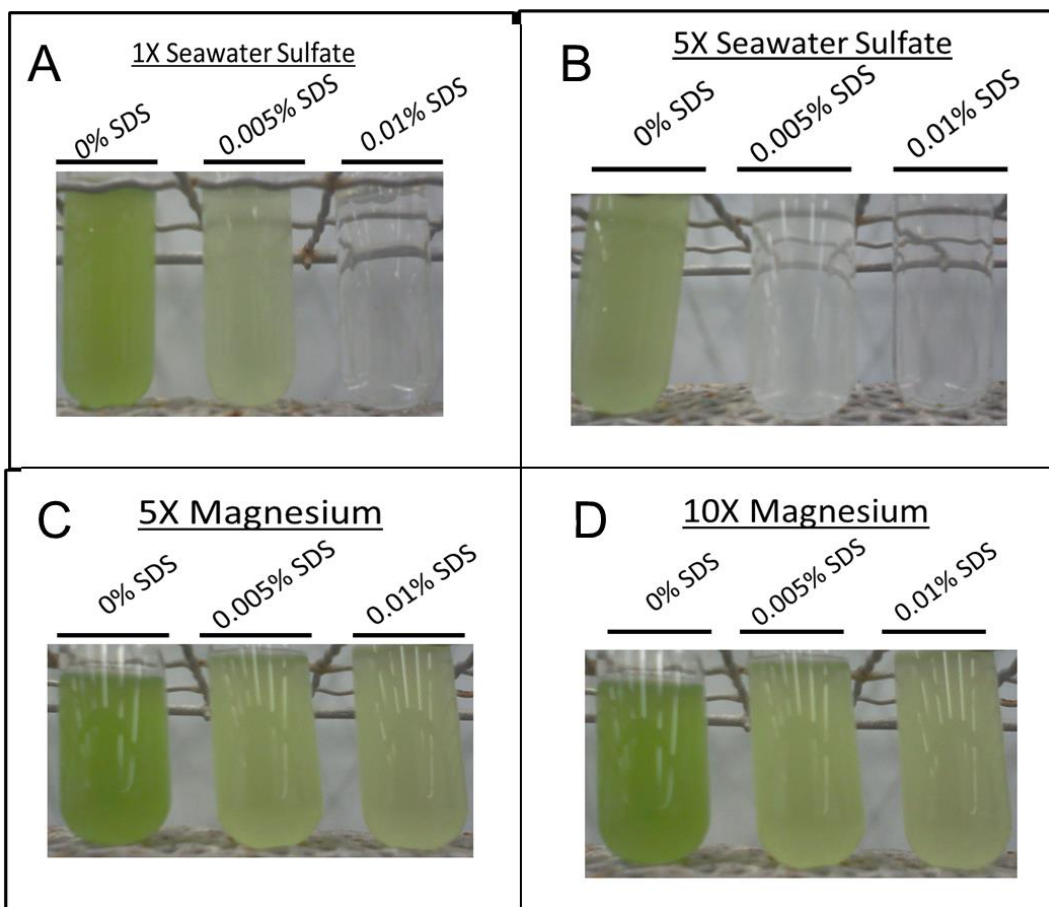 A
1X Seawater Sulfate
0% SDS
0.005% SDS
0.01% SDS
B
5X Seawater Sulfate
0% SDS
0.005% SDS
0.01% SDS
C
5X Magnesium
0% SDS
0.005% SDS
0.01% SDS
D
10X Magnesium
0% SDS
0.005% SDS
0.01% SDS